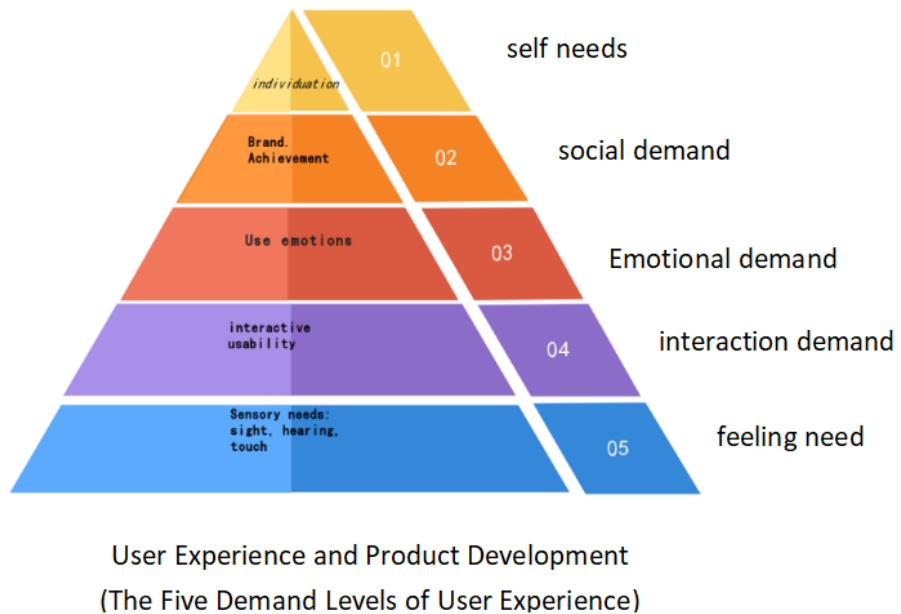 01
self needs
individuation
Brand.
Achievement
02
social demand
Use emotions
03
Emotional demand
interactive
usability
04
interaction demand
Sensory needs:
sight, hearing,
touch
05
feeling need
User Experience and Product Development
(The Five Demand Levels of User Experience)